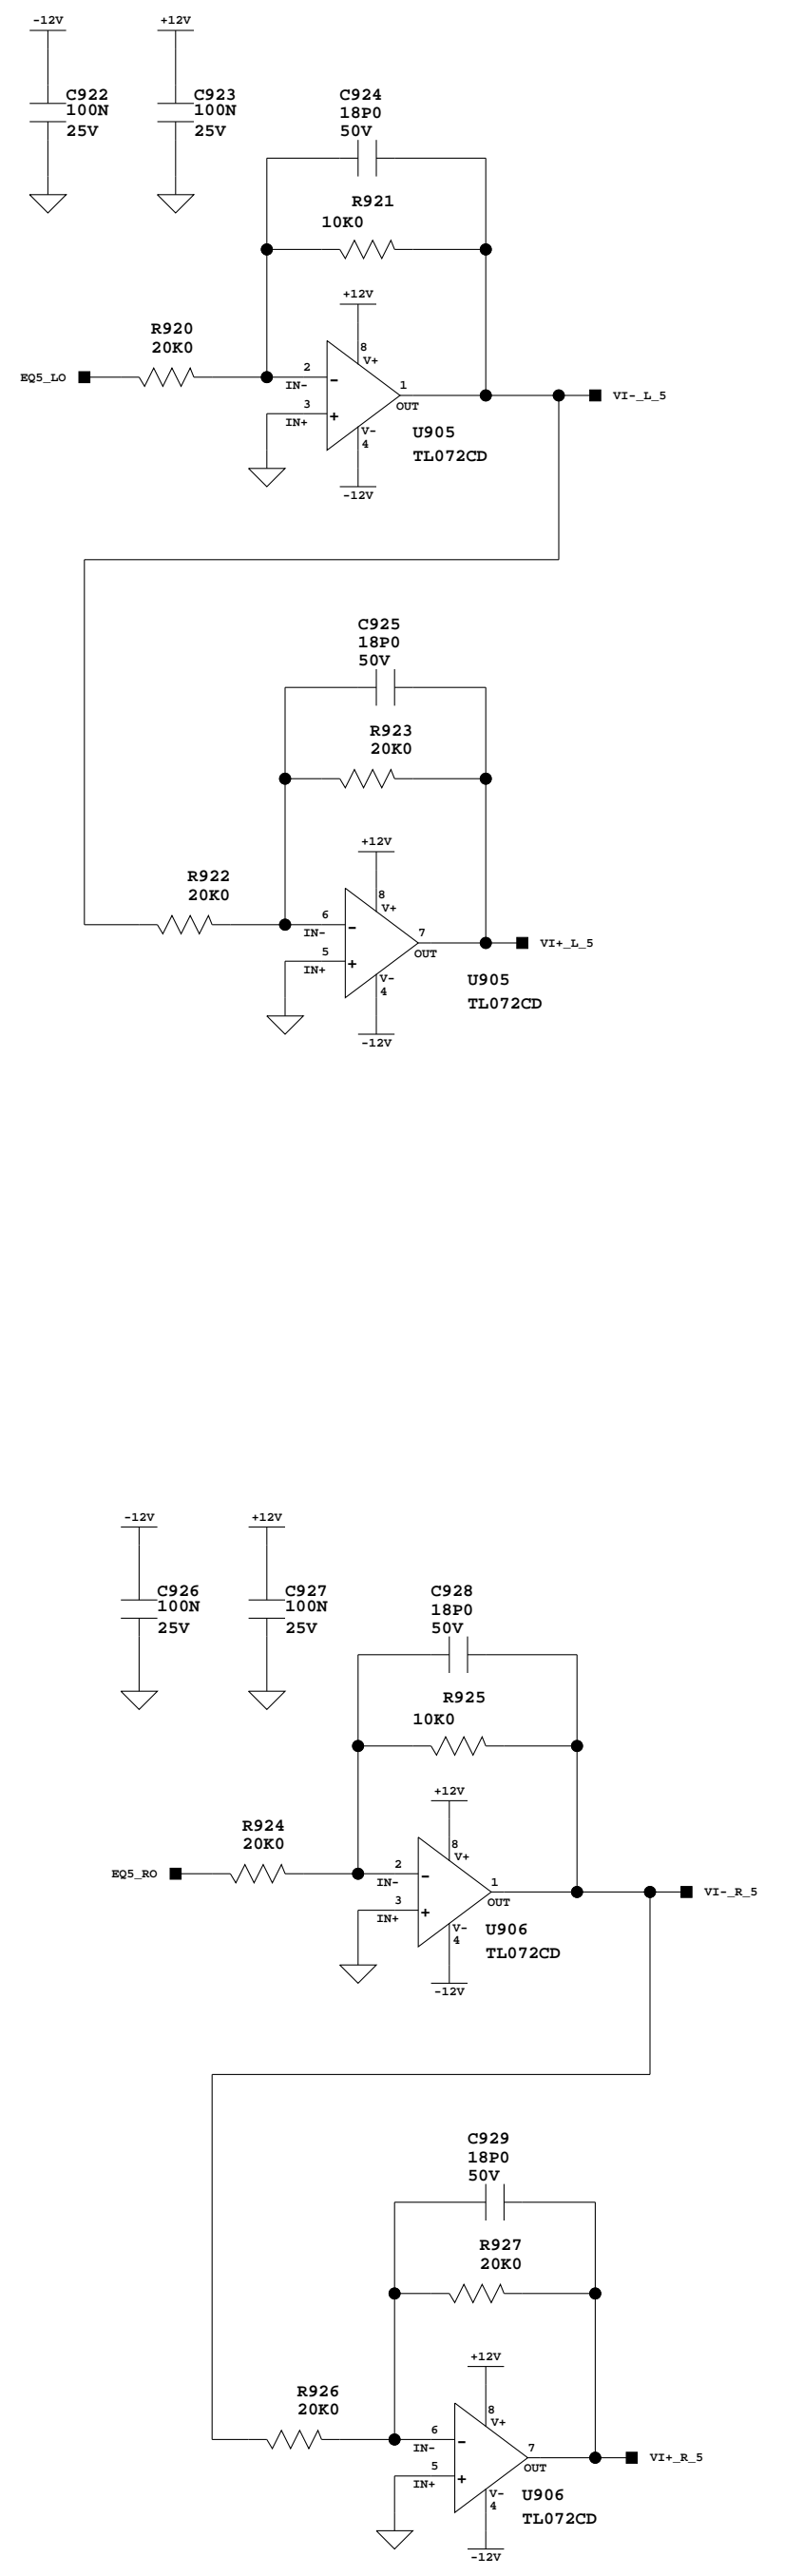 -12V
+12V
C922
100N
25V
C923
100N
25V
C924
18P0
50V
R921
10K0
+12V
8
V+
R920
20K0
EQ5_LO
2
IN-
-
3
IN+
+
1
OUT
VI-_L_5
V-
4
U905
TL072CD
-12V
C925
18P0
50V
R923
20K0
+12V
8
V+
R922
20K0
6
IN-
-
5
IN+
+
7
OUT
VI+_L_5
V-
4
U905
TL072CD
-12V
-12V
+12V
C926
100N
25V
C927
100N
25V
C928
18P0
50V
R925
10K0
+12V
8
V+
R924
20K0
EQ5_RO
2
IN-
-
3
IN+
+
1
OUT
VI-_R_5
V-
4
U906
TL072CD
-12V
C929
18P0
50V
R927
20K0
+12V
8
V+
R926
20K0
6
IN-
-
5
IN+
+
7
OUT
VI+_R_5
V-
4
U906
TL072CD
-12V